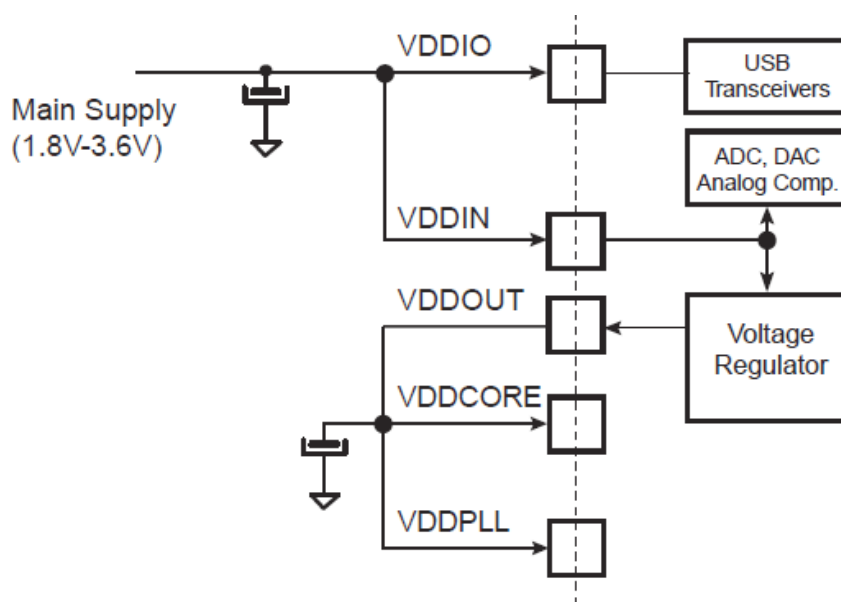 VDDIO
USB
Transceivers
Main Supply
(1.8V-3.6V)
ADC, DAC
Analog Comp.
VDDIN
VDDOUT
Voltage
Regulator
VDDCORE
VDDPLL